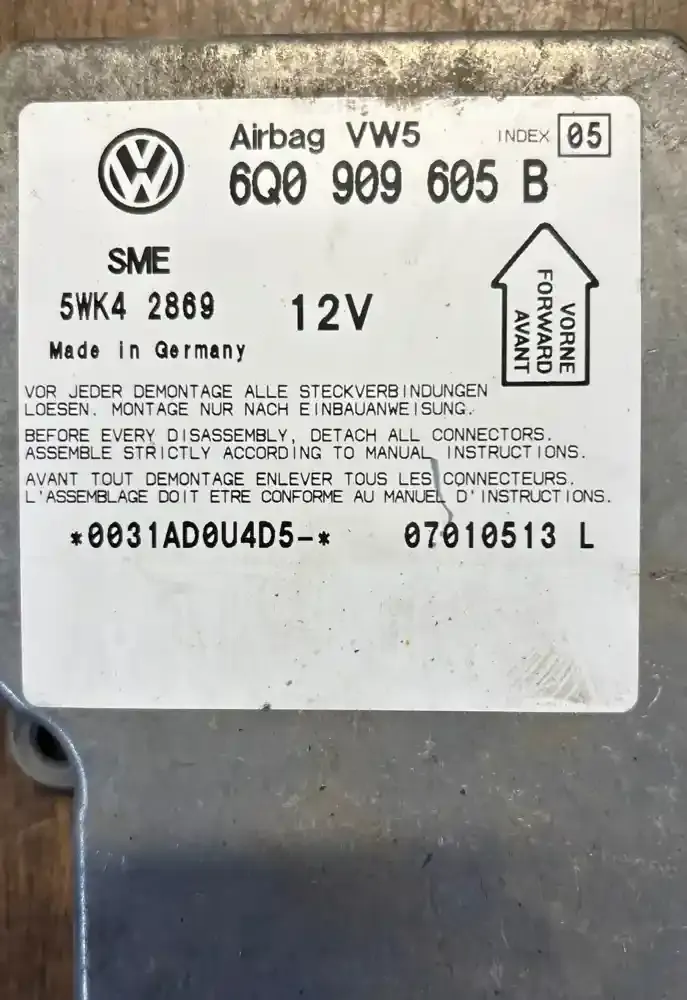 Airbag VW5 INDEX 05
6Q0 909 605 B
SME
5WK4 2869 12V
Made in Germany
VORNE
FORWARD
AVANT
VOR JEDER DEMONTAGE ALLE STECKVERBINDUNGEN
LOESEN. MONTAGE NUR NACH EINBAUANWEISUNG.
BEFORE EVERY DISASSEMBLY, DETACH ALL CONNECTORS.
ASSEMBLE STRICTLY ACCORDING TO MANUAL INSTRUCTIONS.
AVANT TOUT DEMONTAGE ENLEVER TOUS LES CONNECTEURS.
L'ASSEMBLAGE DOIT ETRE CONFORME AU MANUEL D'INSTRUCTIONS.
*0031AD0U4D5-* 07010513 L